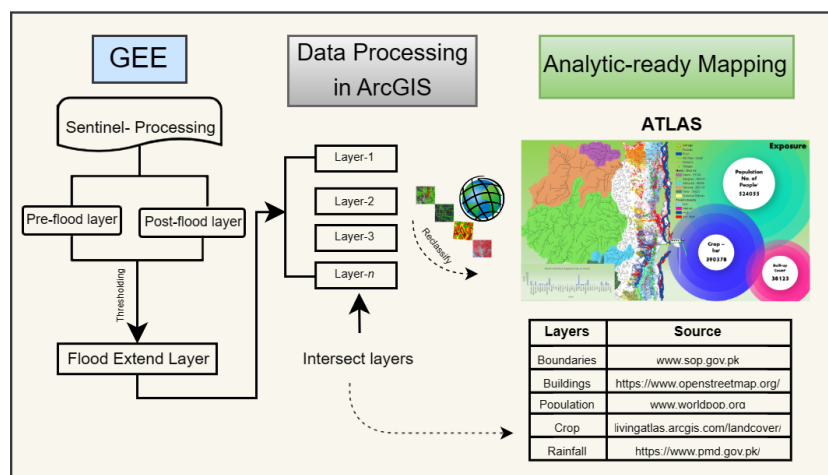 GEE
Sentinel- Processing
Pre-flood layer
Post-flood layer
Thresholding
Flood Extend Layer
Data Processing
in ArcGIS
Layer-1
Layer-2
Layer-3
Layer-n
Reclassify
Intersect layers
Analytic-ready Mapping
ATLAS
Exposure
Population
No. of
People'
524055
Crop –
har
390378
Built-up
Count'
38123
Layers Source
Boundaries www.sop.gov.pk
Buildings https://www.openstreetmap.org/
Population www.worldpop.org
Crop livingatlas.arcgis.com/landcover/
Rainfall https://www.pmd.gov.pk/